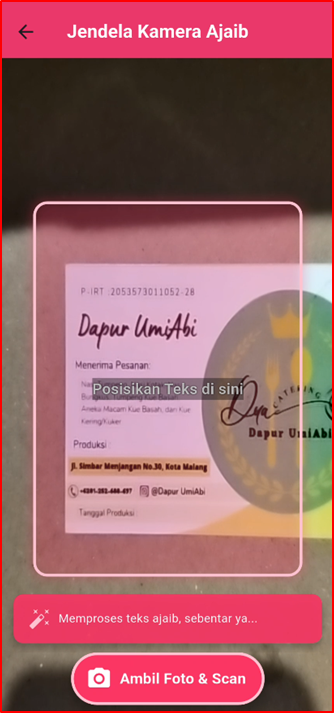 Jendela Kamera Ajaib
P-IRT :2053573011052-28
Dapur UmiAbi
Menerima Pesanan:
Posisikan Teks di sini
Aneka Macam Kue Basah, dan Kue
Kering/Kuker
CATERING
Dapur UmiAbi
Produksi :
Jl. Simbar Menjangan No.30, Kota Malang
@Dapur UmiAbi
Tanggal Produksi :
Memproses teks ajaib, sebentar ya...
Ambil Foto & Scan